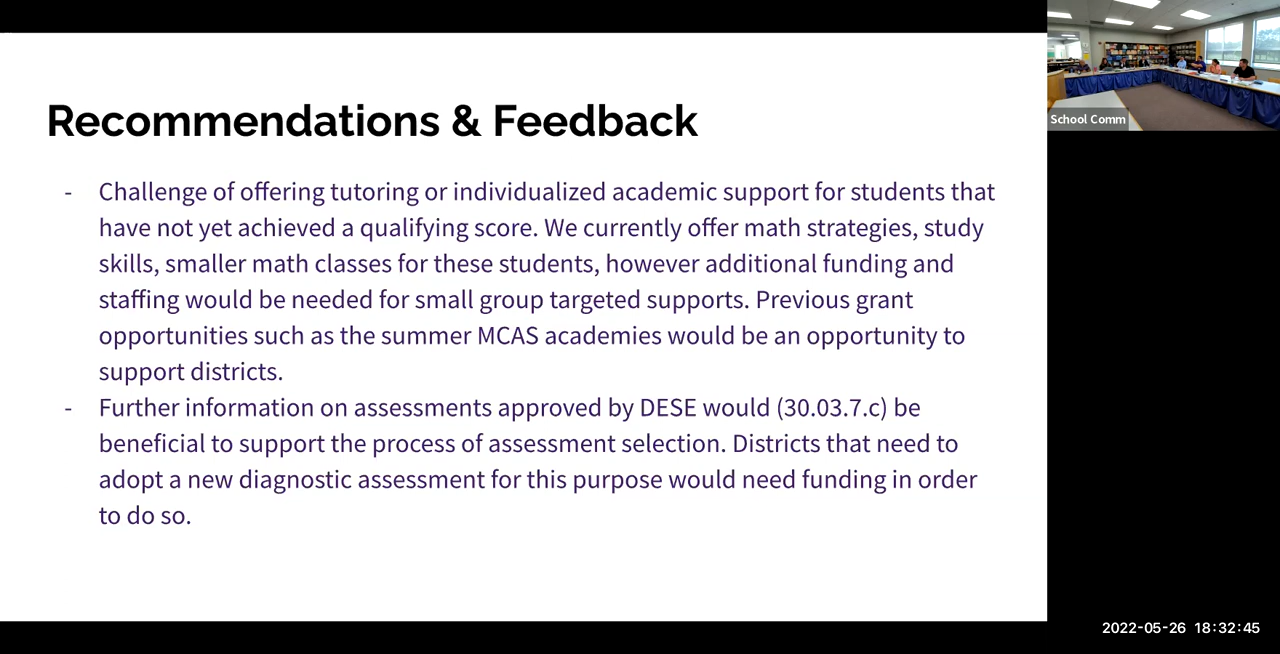 Recommendations & Feedback
- Challenge of offering tutoring or individualized academic support for students that
have not yet achieved a qualifying score. We currently offer math strategies, study
skills, smaller math classes for these students, however additional funding and
staffing would be needed for small group targeted supports. Previous grant
opportunities such as the summer MCAS academies would be an opportunity to
support districts.
- Further information on assessments approved by DESE would (30.03.7.c) be
beneficial to support the process of assessment selection. Districts that need to
adopt a new diagnostic assessment for this purpose would need funding in order
to do so.
School Comm
2022-05-26 18:32:45